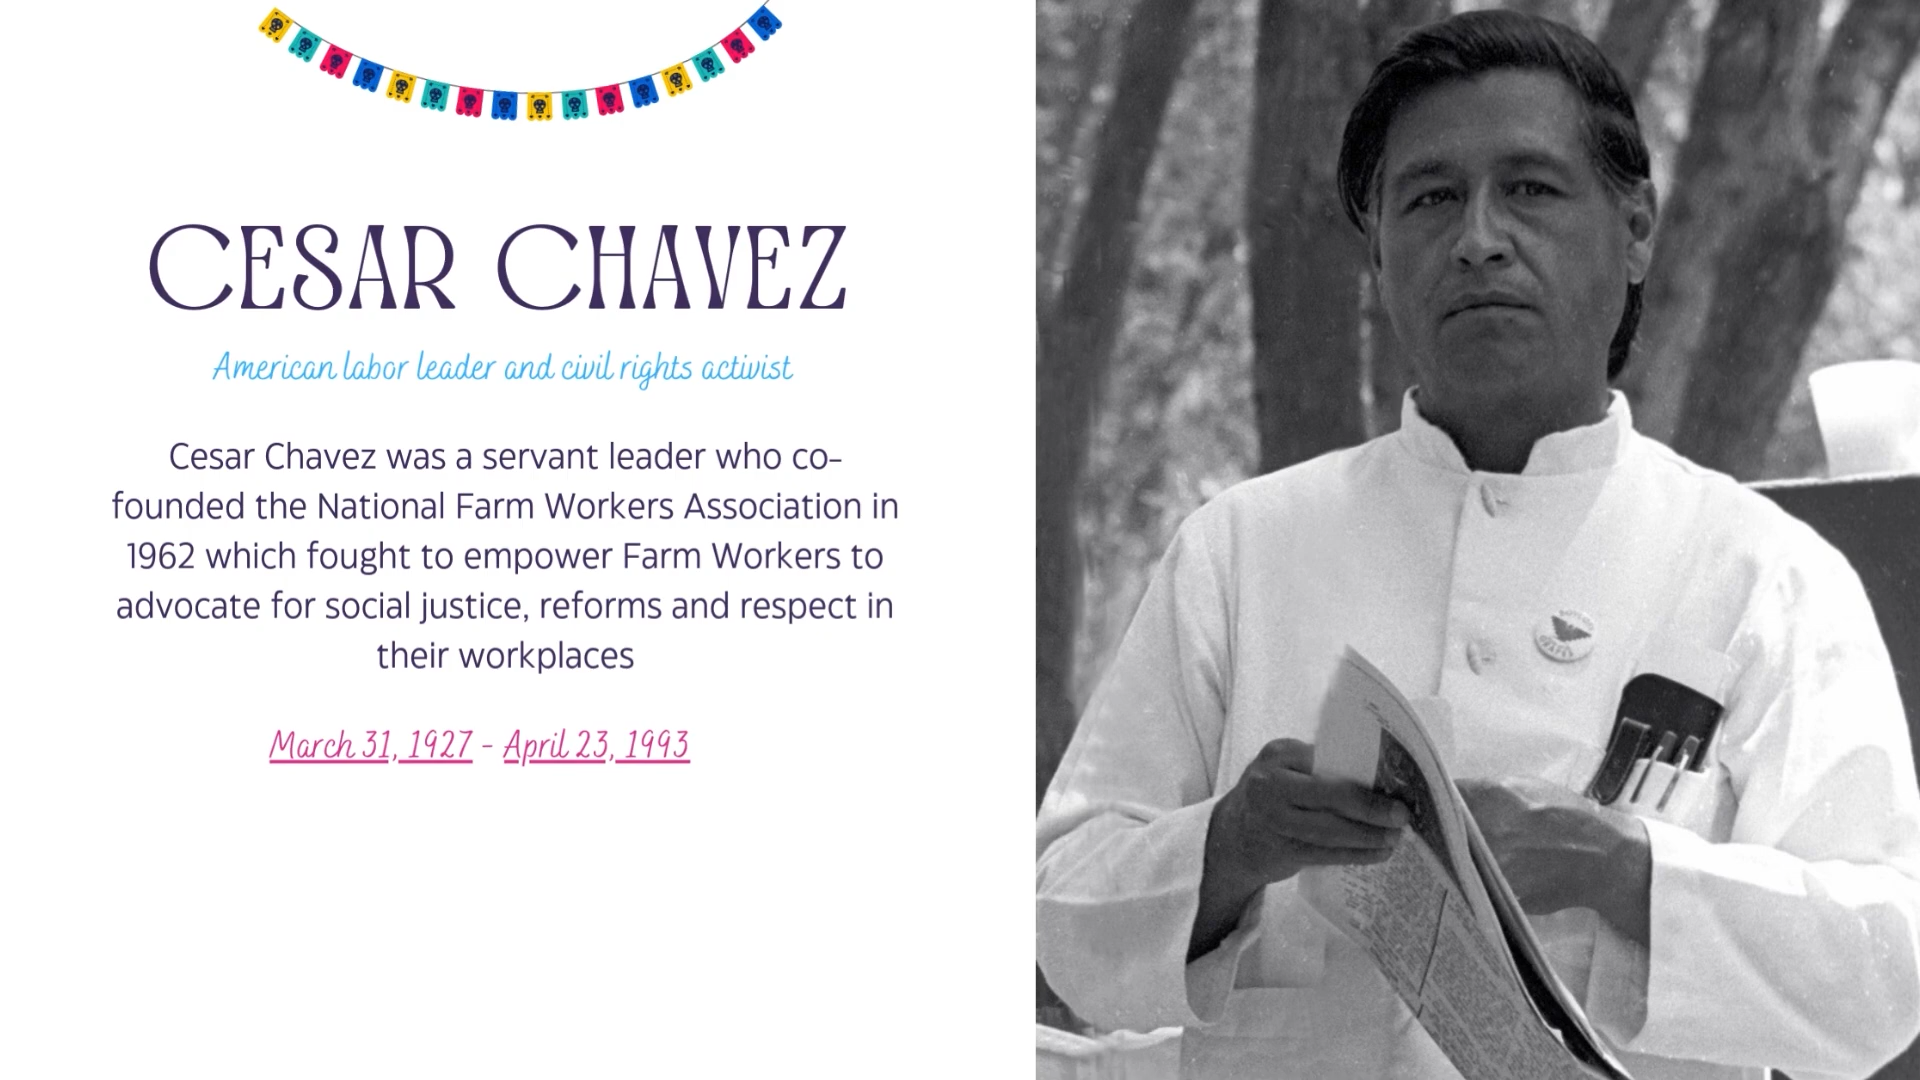 CESAR CHAVEZ
American labor leader and civil rights activist
Cesar Chavez was a servant leader who co-
founded the National Farm Workers Association in
1962 which fought to empower Farm Workers to
advocate for social justice, reforms and respect in
their workplaces
March 31, 1927 - April 23, 1993